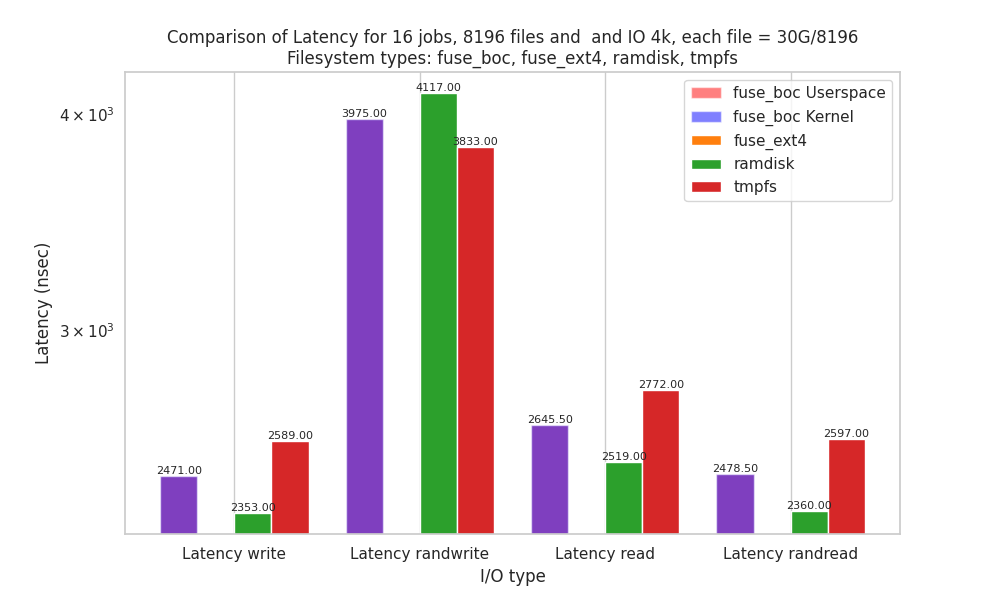 Comparison of Latency for 16 jobs, 8196 files and  and IO 4k, each file = 30G/8196
Filesystem types: fuse_boc, fuse_ext4, ramdisk, tmpfs
fuse_boc Userspace
fuse_boc Kernel
fuse_ext4
ramdisk
tmpfs
4 × 10³
3 × 10³
Latency (nsec)
2471.00
2353.00
2589.00
3975.00
4117.00
3833.00
2645.50
2519.00
2772.00
2478.50
2360.00
2597.00
Latency write
Latency randwrite
Latency read
Latency randread
I/O type